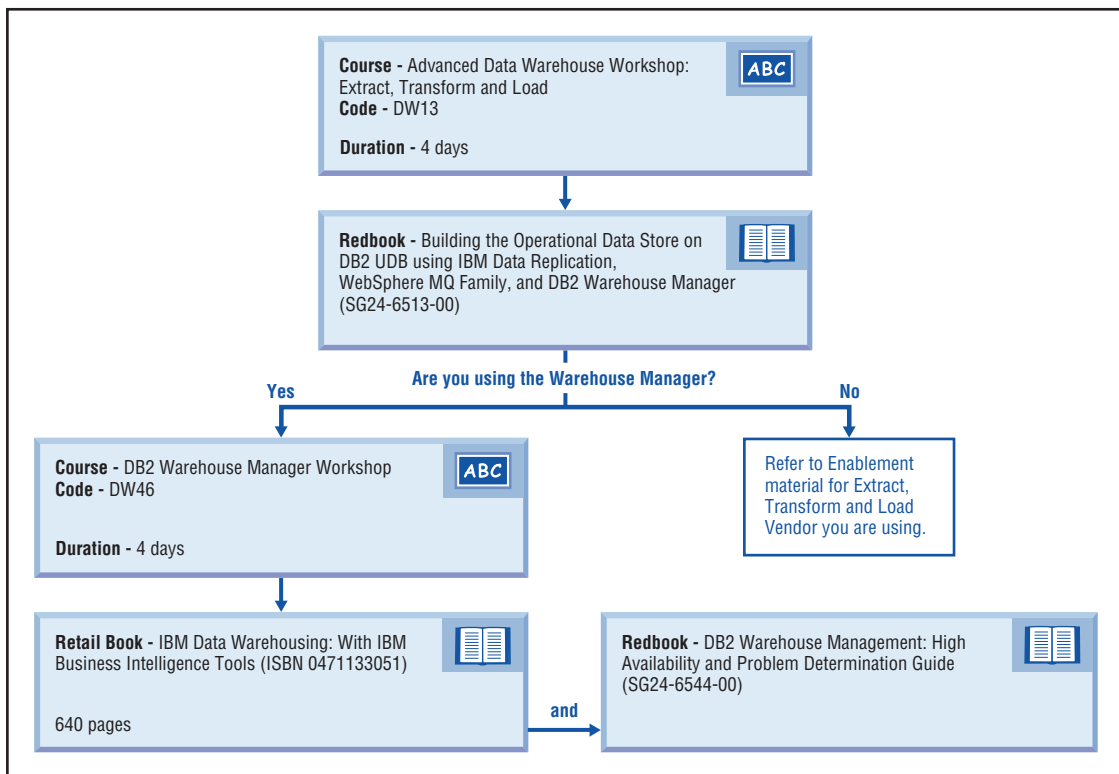 Course - Advanced Data Warehouse Workshop:
Extract, Transform and Load
Code - DW13
Duration - 4 days
ABC
Redbook - Building the Operational Data Store on
DB2 UDB using IBM Data Replication,
WebSphere MQ Family, and DB2 Warehouse Manager
(SG24-6513-00)
Are you using the Warehouse Manager?
Yes
No
Course - DB2 Warehouse Manager Workshop
Code - DW46
Duration - 4 days
ABC
Refer to Enablement
material for Extract,
Transform and Load
Vendor you are using.
Retail Book - IBM Data Warehousing: With IBM
Business Intelligence Tools (ISBN 0471133051)
640 pages
and
Redbook - DB2 Warehouse Management: High
Availability and Problem Determination Guide
(SG24-6544-00)